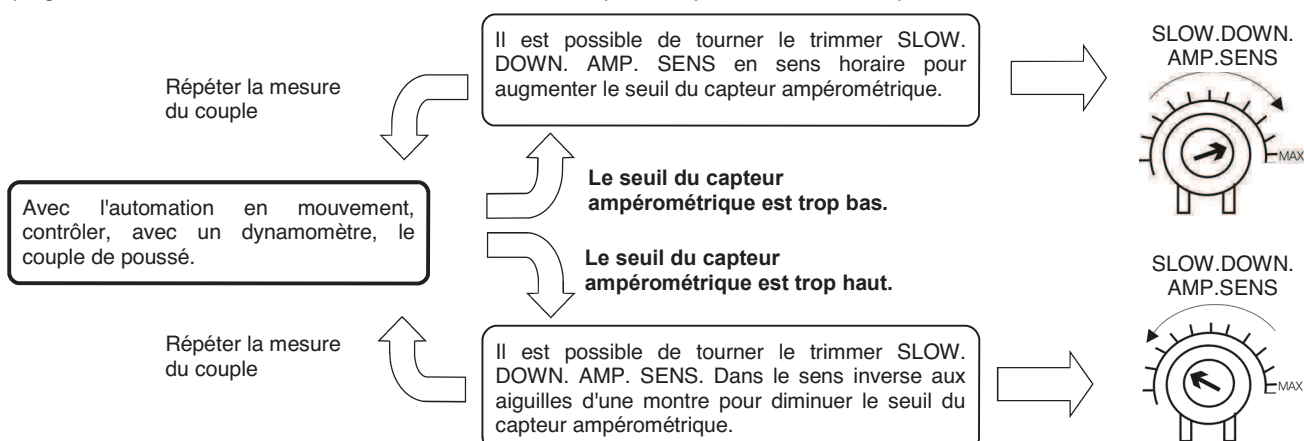 Il est possible de tourner le trimmer SLOW.
DOWN. AMP. SENS en sens horaire pour
augmenter le seuil du capteur ampérométrique.
SLOW.DOWN.
AMP.SENS
MAX
Répéter la mesure
du couple
Le seuil du capteur
ampérométrique est trop bas.
Avec l'automation en mouvement,
contrôler, avec un dynamomètre, le
couple de poussé.
Le seuil du capteur
ampérométrique est trop haut.
Répéter la mesure
du couple
Il est possible de tourner le trimmer SLOW.
DOWN. AMP. SENS. Dans le sens inverse aux
aiguilles d'une montre pour diminuer le seuil du
capteur ampérométrique.
SLOW.DOWN.
AMP.SENS
MAX